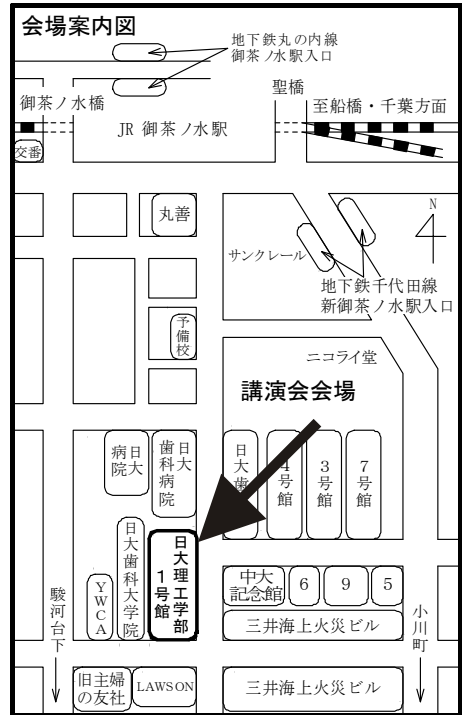 会場案内図
地下鉄丸の内線
御茶ノ水駅入口
聖橋
御茶ノ水橋
至船橋・千葉方面
JR 御茶ノ水駅
交番
丸善
N
サンクレール
地下鉄千代田線
新御茶ノ水駅入口
予備校
ニコライ堂
講演会会場
日大病院
日大歯科病院
日大歯
4号館
3号館
7号館
日大歯科大学院
日大理工学部
1号館
YWCA
中大
記念館
6
9
5
駿河台下
三井海上火災ビル
小川町
旧主婦
の友社
LAWSON
三井海上火災ビル